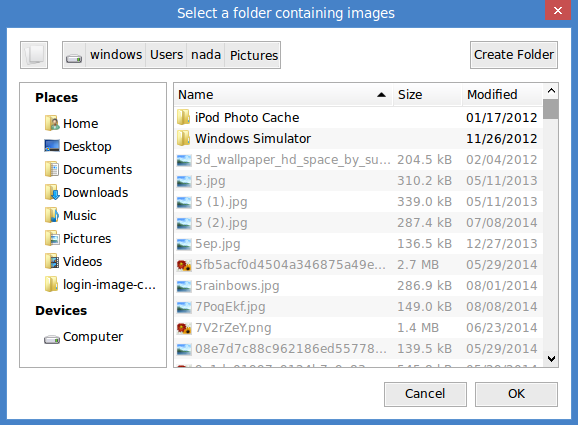 Select a folder containing images
windows Users nada Pictures Create Folder
Places
Home
Desktop
Documents
Downloads
Music
Pictures
Videos
login-image-c...
Devices
Computer
Name Size Modified
iPod Photo Cache 01/17/2012
Windows Simulator 11/26/2012
3d_wallpaper_hd_space_by_su... 204.5 kB 02/04/2012
5.jpg 310.2 kB 05/11/2013
5 (1).jpg 339.0 kB 05/11/2013
5 (2).jpg 287.4 kB 07/08/2014
5ep.jpg 136.5 kB 12/27/2013
5fb5acf0d4504a346875a49e... 2.7 MB 05/29/2014
5rainbows.jpg 286.9 kB 08/01/2014
7PoqEkf.jpg 149.0 kB 08/08/2014
7V2rZeY.png 1.4 MB 06/23/2014
08e7d7c88c962186ed55778... 139.5 kB 05/29/2014
Cancel OK